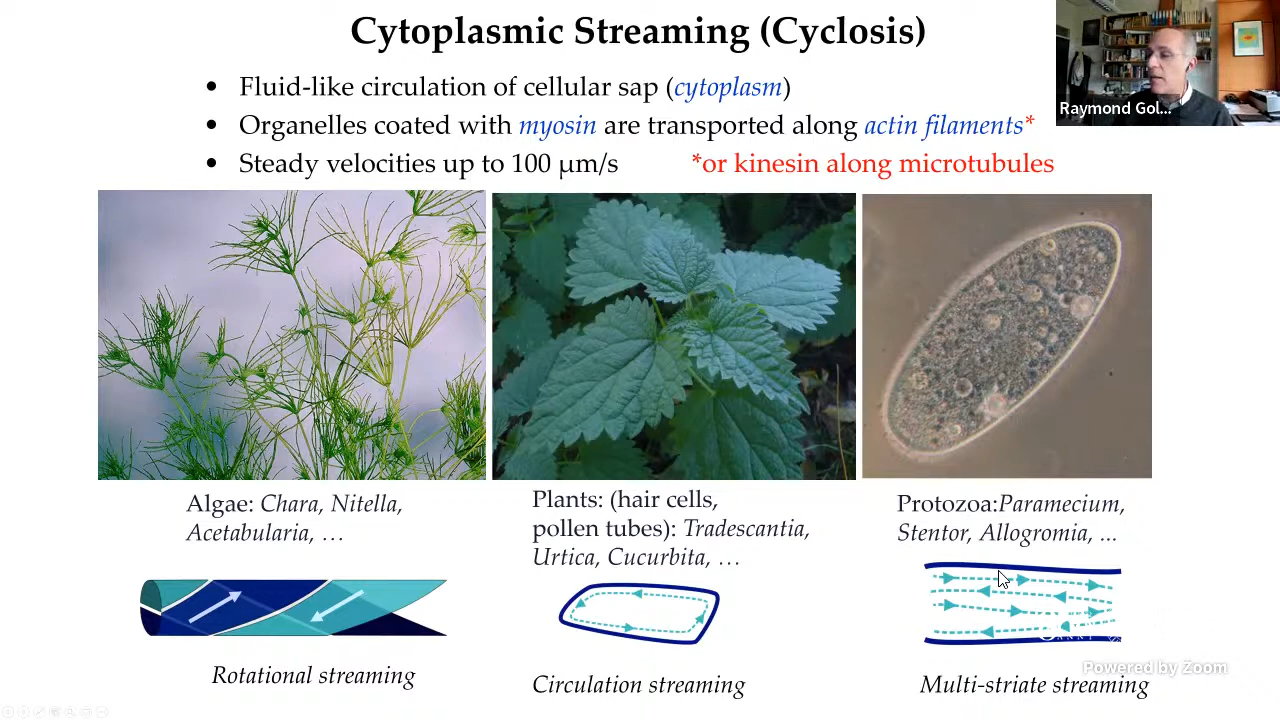 Cytoplasmic Streaming (Cyclosis)
• Fluid-like circulation of cellular sap (cytoplasm)
• Organelles coated with myosin are transported along actin filaments*
• Steady velocities up to 100 μm/s *or kinesin along microtubules
Raymond Gol...
Algae: Chara, Nitella,
Acetabularia, …
Plants: (hair cells,
pollen tubes): Tradescantia,
Urtica, Cucurbita, …
Protozoa:Paramecium,
Stentor, Allogromia, ...
Rotational streaming
Circulation streaming
Multi-striate streaming
Powered by Zoom